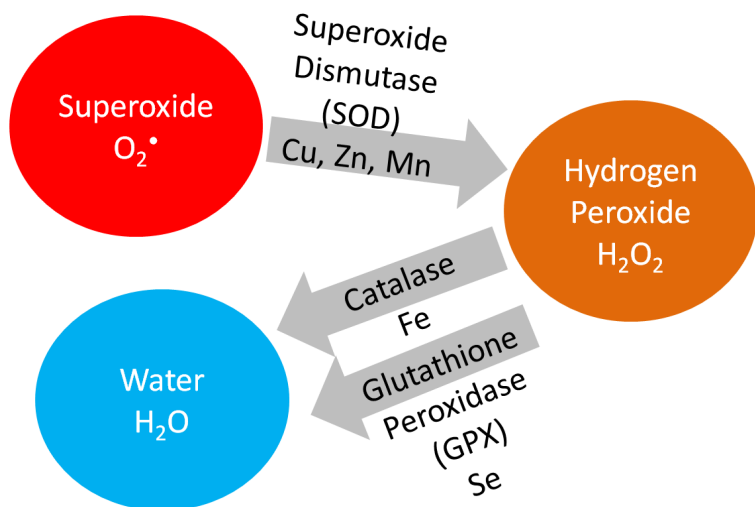 Superoxide
O₂•
Superoxide
Dismutase
(SOD)
Cu, Zn, Mn
Hydrogen
Peroxide
H₂O₂
Catalase
Fe
Glutathione
Peroxidase
(GPX)
Se
Water
H₂O